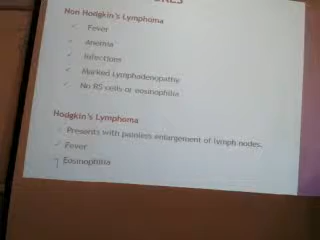 Non Hodgkin's Lymphoma
Fever
Anemia
Infections
Marked Lymphadenopathy
No RS cells or eosinophilia
Hodgkin's Lymphoma
Presents with painless enlargement of lymph nodes.
Fever
Eosinophilia